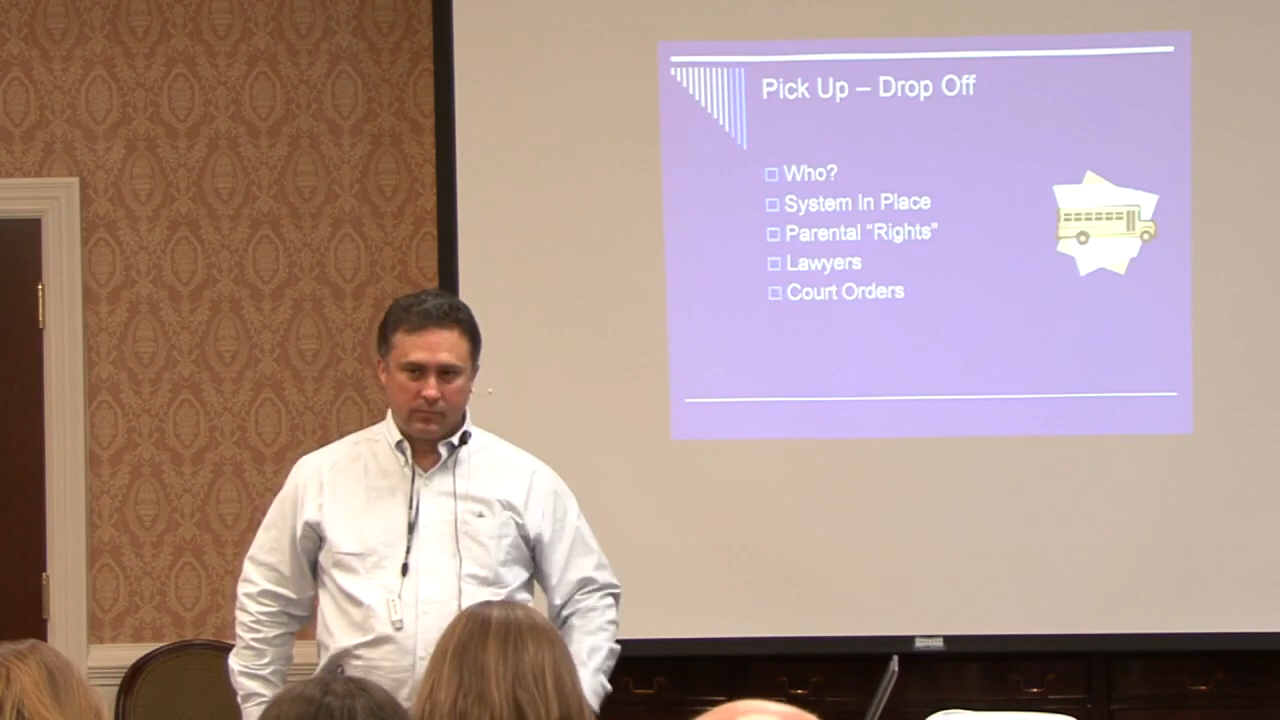 Pick Up – Drop Off
Who?
System In Place
Parental “Rights”
Lawyers
Court Orders